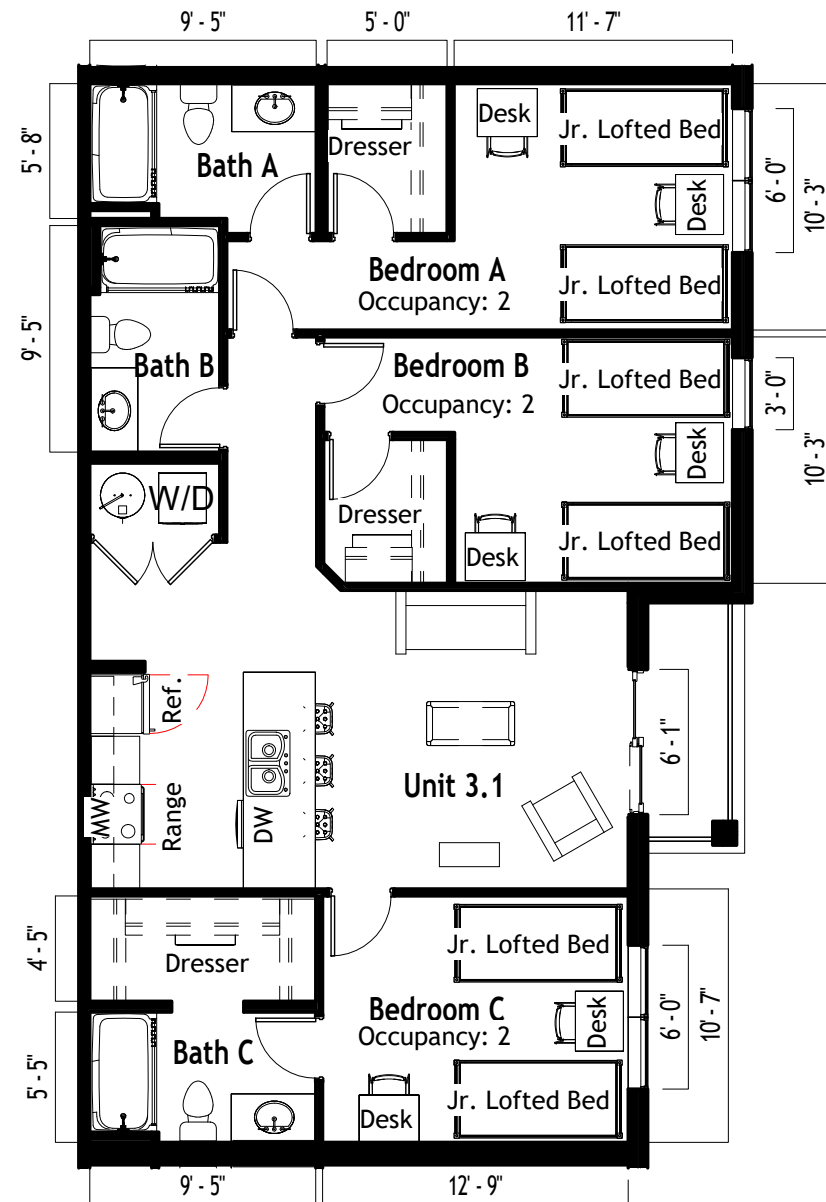 9' - 5"
5' - 0"
11' - 7"
5' - 8"
Desk
Jr. Lofted Bed
Dresser
Bath A
Desk
6' - 0"
10' - 3"
Bedroom A
Occupancy: 2
Jr. Lofted Bed
9' - 5"
Bath B
Bedroom B
Occupancy: 2
Jr. Lofted Bed
3' - 0"
Desk
10' - 3"
W/D
Dresser
Desk
Jr. Lofted Bed
Ref.
Unit 3.1
6' - 1"
MW
Range
DW
4' - 5"
Dresser
Jr. Lofted Bed
Bedroom C
Occupancy: 2
Desk
6' - 0"
10' - 7"
5' - 5"
Bath C
Desk
Jr. Lofted Bed
9' - 5"
12' - 9"